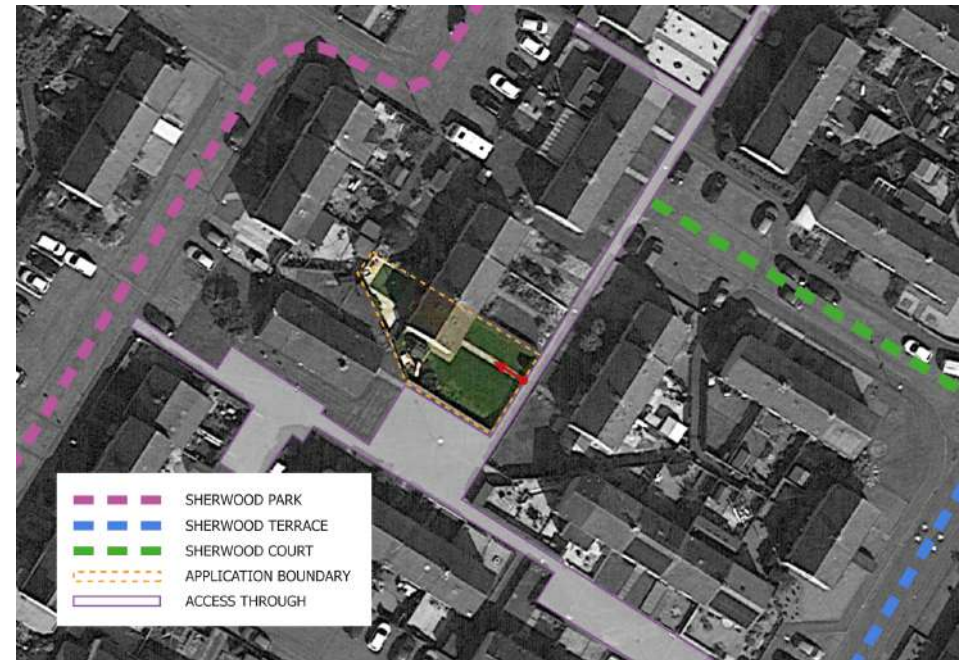 SHERWOOD PARK
SHERWOOD TERRACE
SHERWOOD COURT
APPLICATION BOUNDARY
ACCESS THROUGH